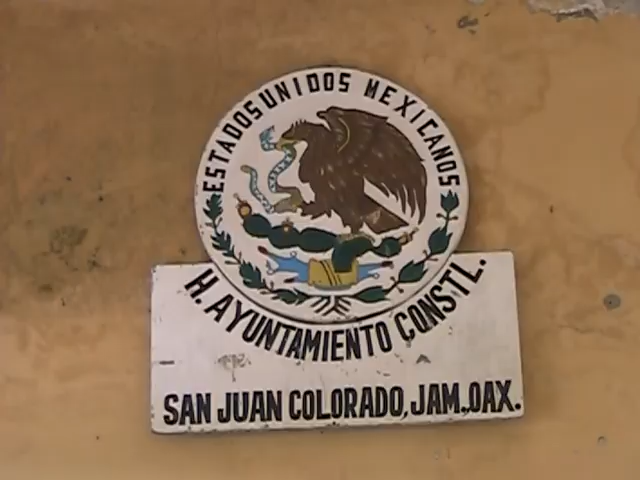 ESTADOS UNIDOS MEXICANOS
H. AYUNTAMIENTO CONSTL.
SAN JUAN COLORADO, JAM., OAX.